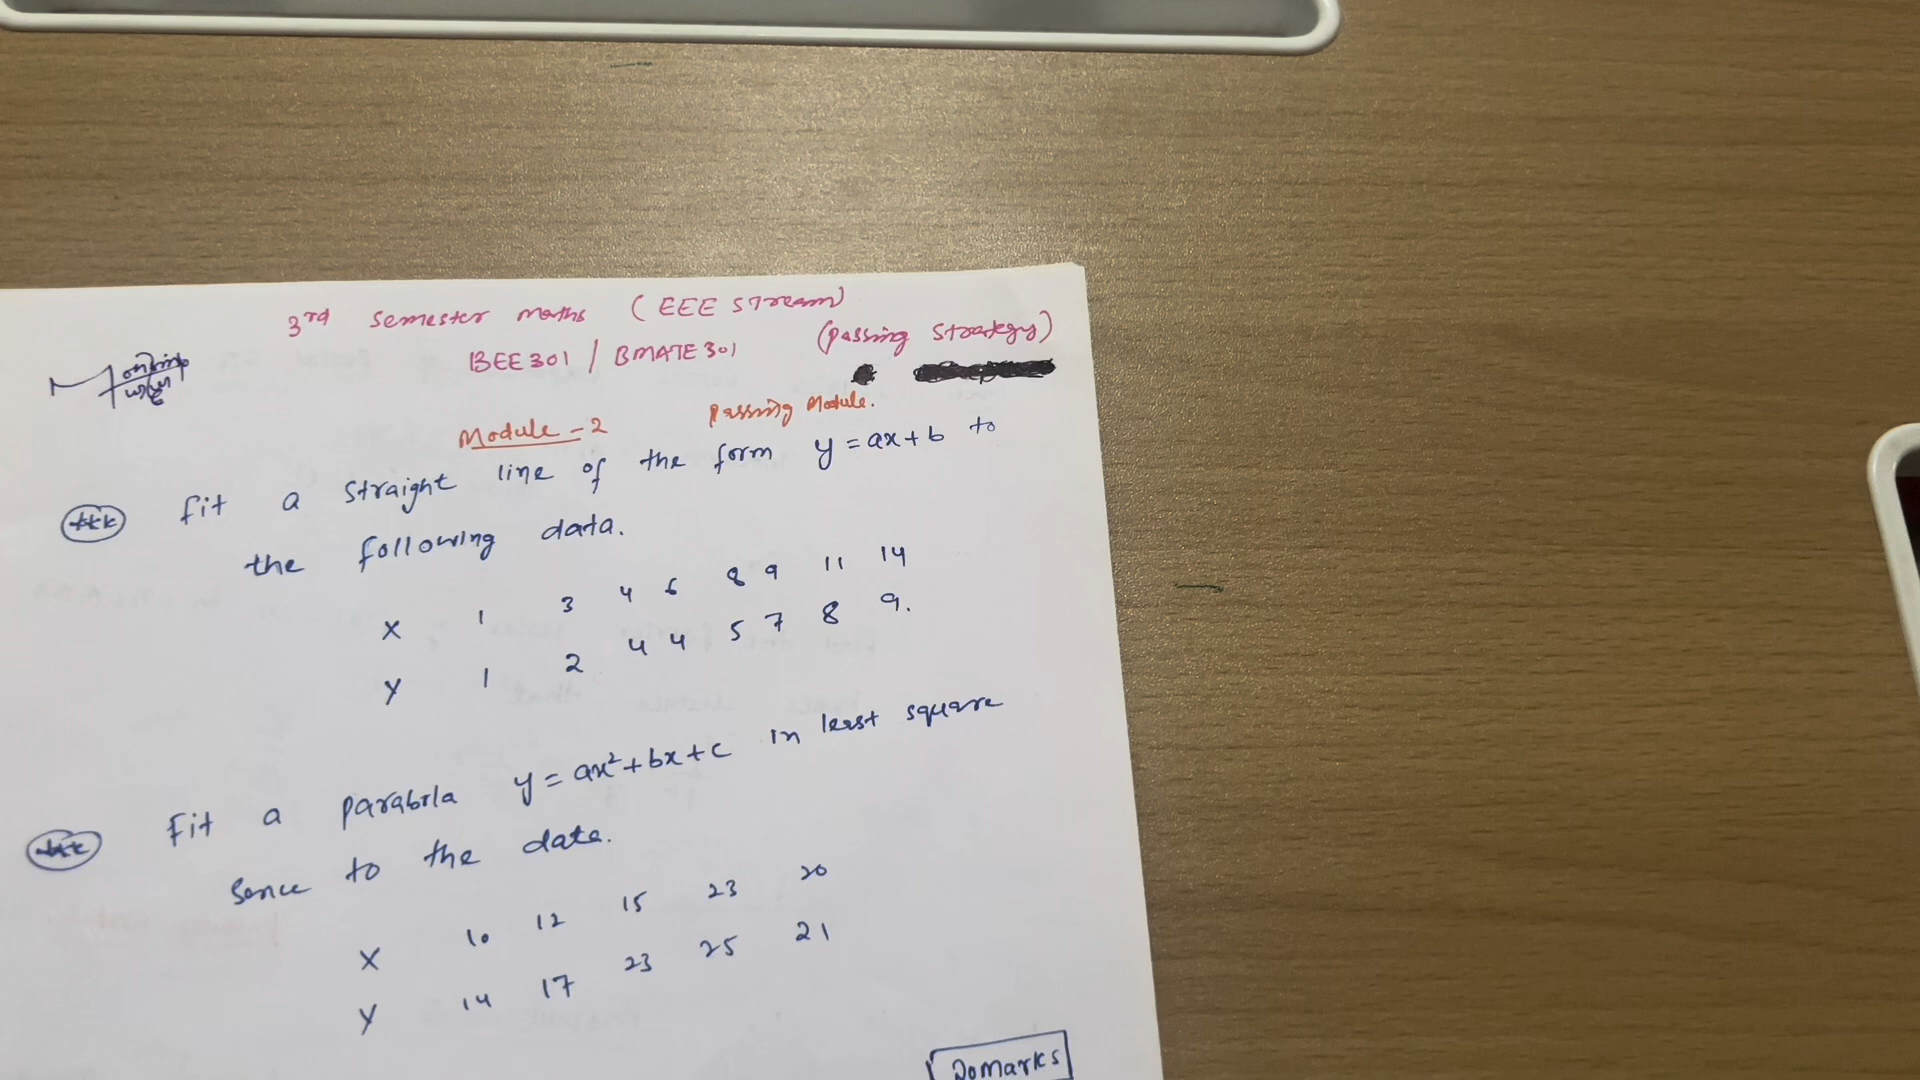 3rd semester maths (EEE stream)
BEE301 / BMATE301 (passing strategy)
Module-2 passing Module.
fit a straight line of the form y = ax+b to
the following data.
X 1 3 4 6 8 9 11 14
Y 1 2 4 4 5 7 8 9.
Fit a parabola y = ax²+bx+c in least square
sence to the data.
X 10 12 15 23 20
Y 14 17 23 25 21